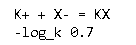 K+ + X- = KX
-log_k 0.7